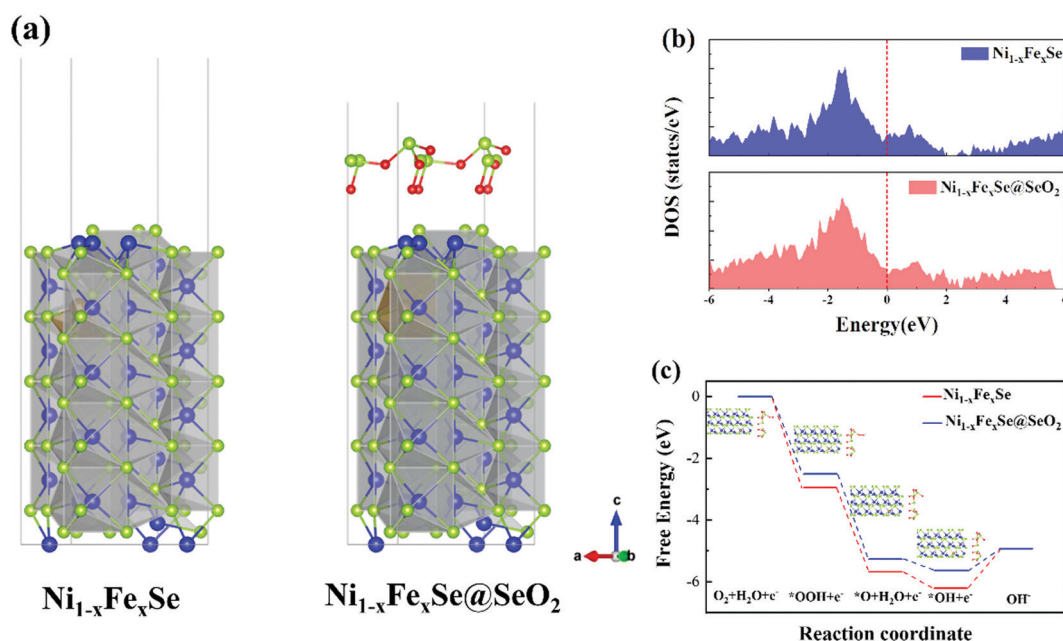 (a)
Ni₁₋ₓFeₓSe
Ni₁₋ₓFeₓSe@SeO₂
c
a
b
(b)
Ni₁₋ₓFeₓSe
Ni₁₋ₓFeₓSe@SeO₂
DOS (states/eV)
-6 -4 -2 0 2 4 6
Energy(eV)
(c)
Ni₁₋ₓFeₓSe
Ni₁₋ₓFeₓSe@SeO₂
Free Energy (eV)
0
-2
-4
-6
O₂+H₂O+e⁻ *OOH+e⁻ *O+H₂O+e⁻ *OH+e⁻ OH⁻
Reaction coordinate